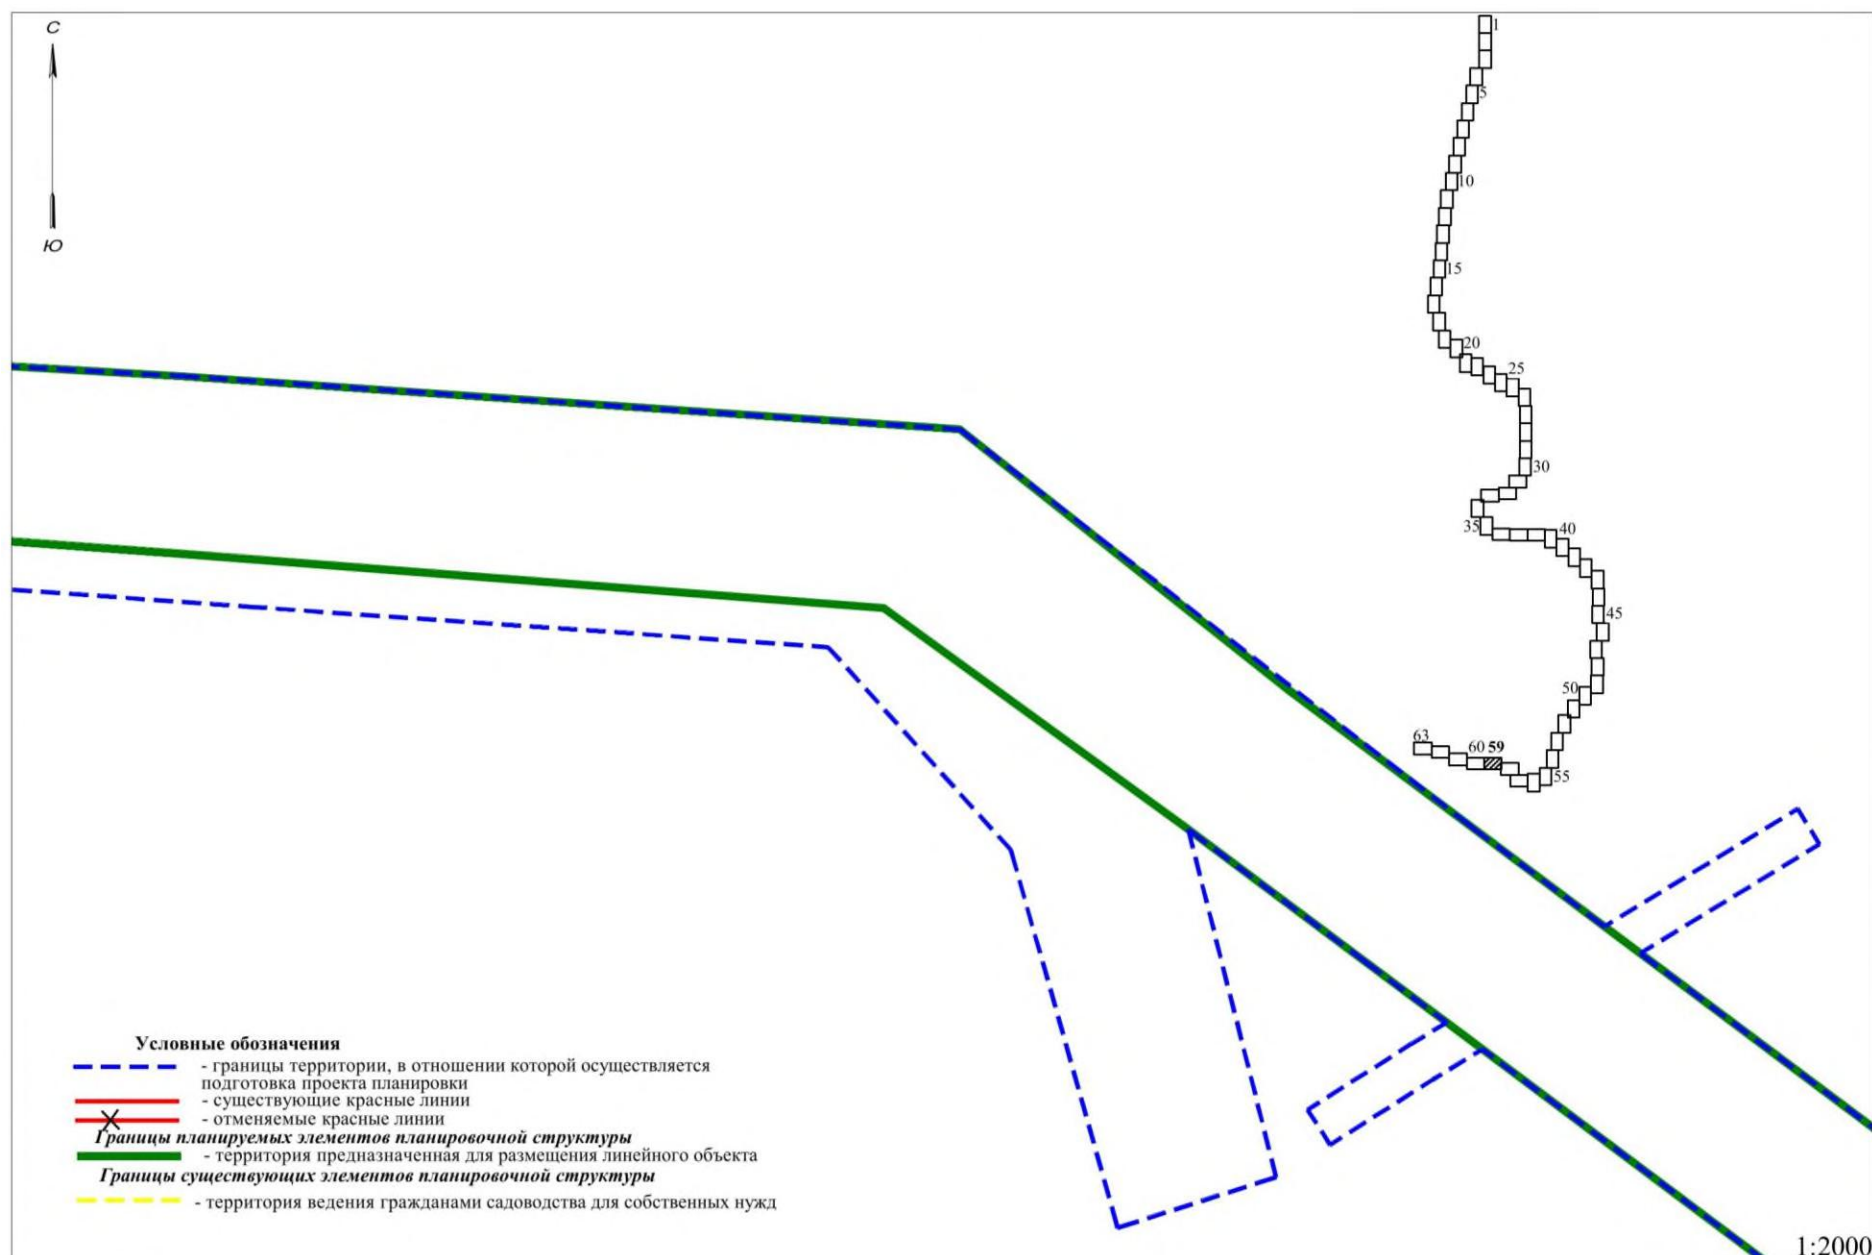 С
Ю
1
5
10
15
20
25
30
35
40
45
50
63
60 59
55
Условные обозначения
- границы территории, в отношении которой осуществляется
подготовка проекта планировки
- существующие красные линии
- отменяемые красные линии
Границы планируемых элементов планировочной структуры
- территория предназначенная для размещения линейного объекта
Границы существующих элементов планировочной структуры
- территория ведения гражданами садоводства для собственных нужд
1:2000